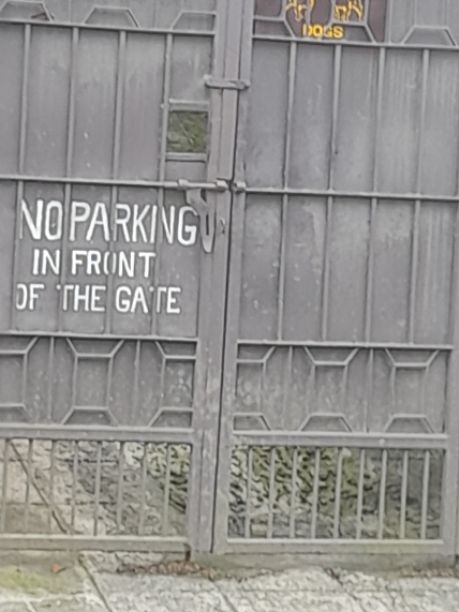 DOGS
NO PARKING
IN FRONT
OF THE GATE